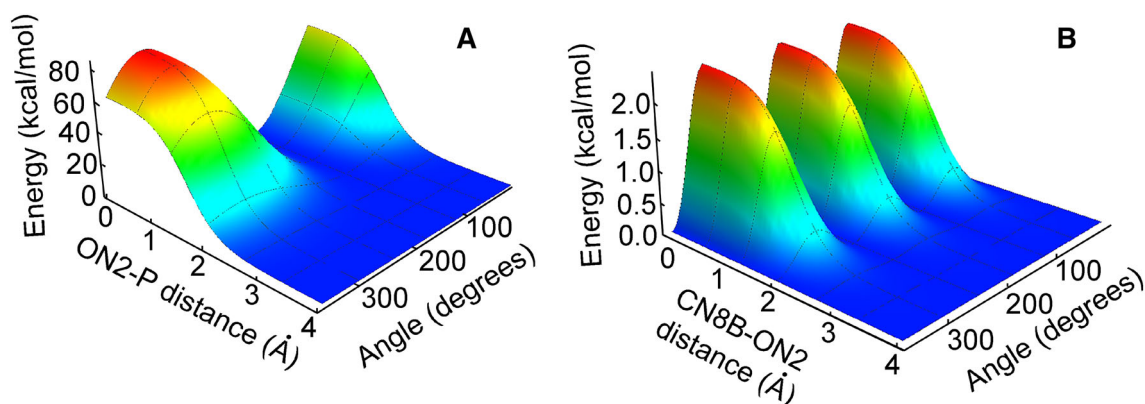 A
Energy (kcal/mol)
80
60
40
20
0
0
1
2
3
4
ON2-P distance (Å)
100
200
300
Angle (degrees)
B
Energy (kcal/mol)
2.0
1.5
1.0
0.5
0.0
0
1
2
3
4
CN8B-ON2
distance (Å)
100
200
300
Angle (degrees)